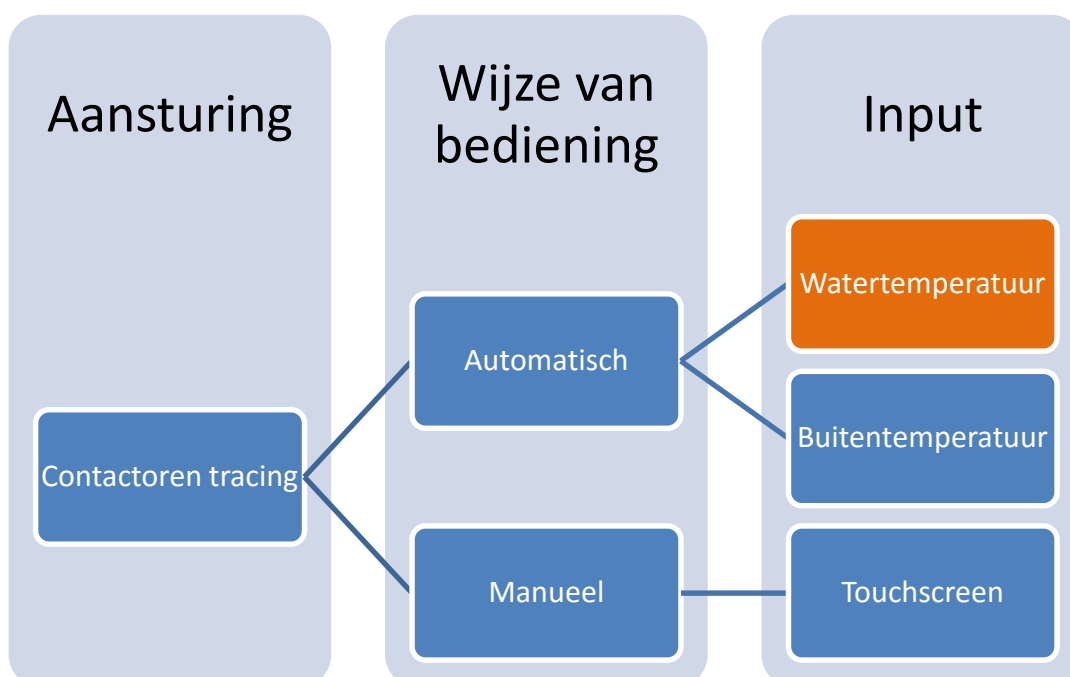 Aansturing
Wijze van
bediening
Input
Contactoren tracing
Automatisch
Manueel
Watertemperatuur
Buitentemperatuur
Touchscreen